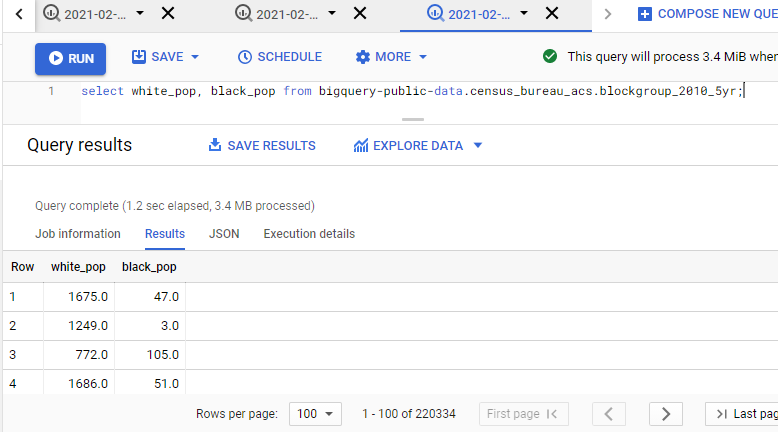 2021-02-... 2021-02-... 2021-02-... COMPOSE NEW QUE
RUN SAVE SCHEDULE MORE This query will process 3.4 MiB when
1 select white_pop, black_pop from bigquery-public-data.census_bureau_acs.blockgroup_2010_5yr;
Query results SAVE RESULTS EXPLORE DATA
Query complete (1.2 sec elapsed, 3.4 MB processed)
Job information Results JSON Execution details
Row white_pop black_pop
1 1675.0 47.0
2 1249.0 3.0
3 772.0 105.0
4 1686.0 51.0
Rows per page: 100 1 - 100 of 220334 First page Last pag